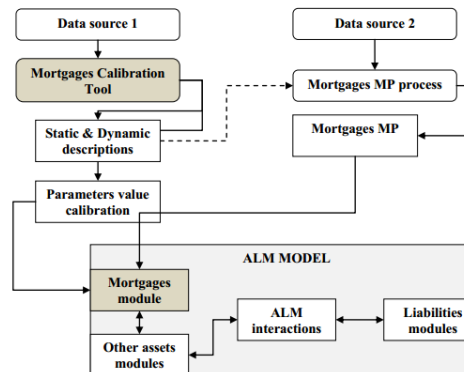 Data source 1
Data source 2
Mortgages Calibration
Tool
Mortgages MP process
Static & Dynamic
descriptions
Mortgages MP
Parameters value
calibration
ALM MODEL
Mortgages
module
ALM
interactions
Liabilities
modules
Other assets
modules